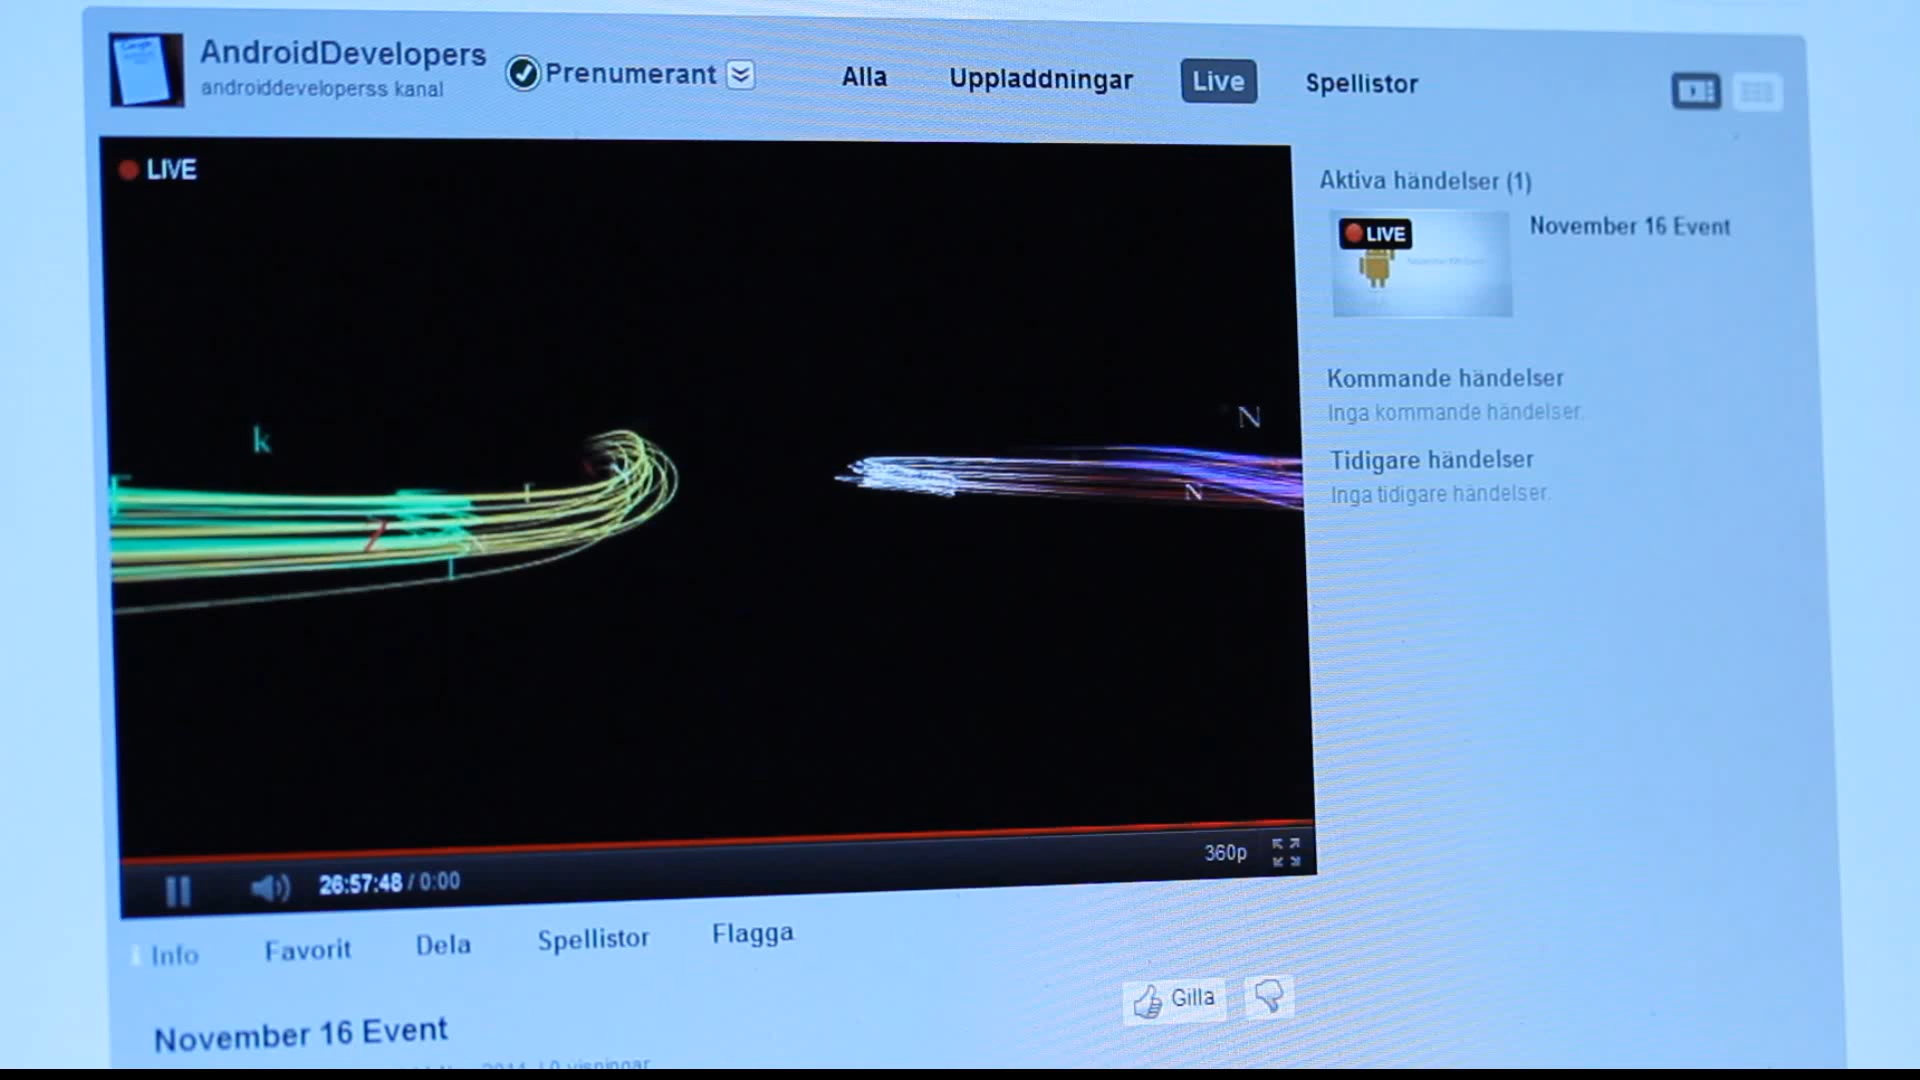 AndroidDevelopers
androiddeveloperss kanal
Prenumerant
Alla
Uppladdningar
Live
Spellistor
LIVE
k
N
N
Aktiva händelser (1)
LIVE
November 16 Event
Kommande händelser
Inga kommande händelser.
Tidigare händelser
Inga tidigare händelser.
26:57:48 / 0:00
360p
Info
Favorit
Dela
Spellistor
Flagga
Gilla
November 16 Event